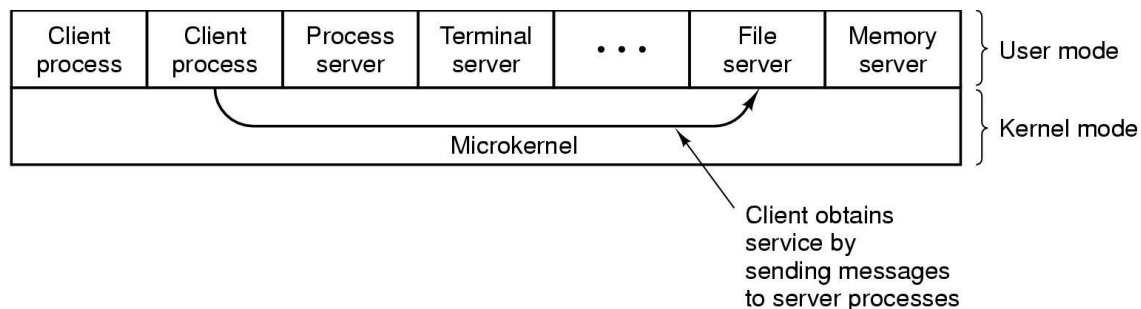 Client
process
Client
process
Process
server
Terminal
server
• • •
File
server
Memory
server
User mode
Microkernel
Kernel mode
Client obtains
service by
sending messages
to server processes